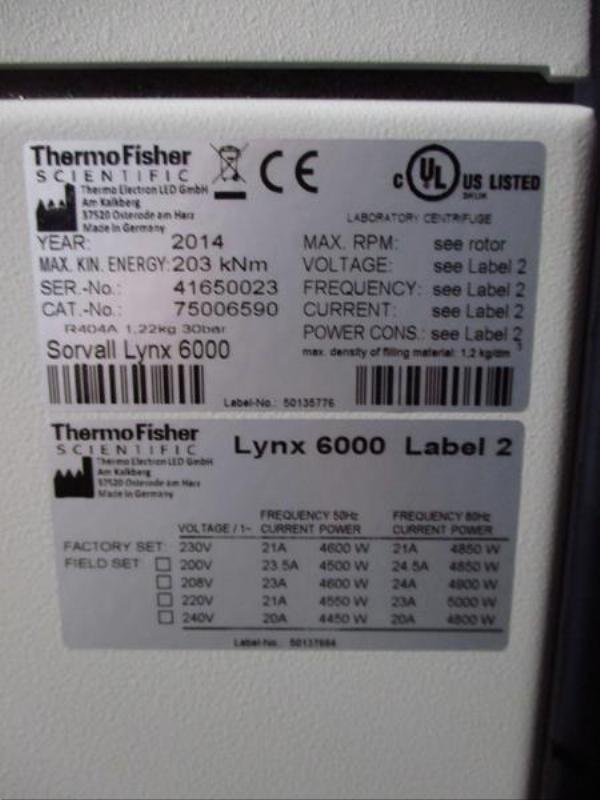 ThermoFisher
SCIENTIFIC
Thermo Electron LED GmbH
Am Kalkberg
37520 Osterode am Harz
Made in Germany
CE
c UL US LISTED
LABORATORY CENTRIFUGE
YEAR: 2014 MAX. RPM: see rotor
MAX. KIN. ENERGY: 203 kNm VOLTAGE: see Label 2
SER.-No.: 41650023 FREQUENCY: see Label 2
CAT.-No.: 75006590 CURRENT: see Label 2
R404A 1,22kg 30bar POWER CONS.: see Label 2
Sorvall Lynx 6000 max. density of filling material: 1,2 kg/dm³
Label-No.: 50135776
ThermoFisher
SCIENTIFIC
Thermo Electron LED GmbH
Am Kalkberg
37520 Osterode am Harz
Made in Germany
Lynx 6000 Label 2
FREQUENCY 50Hz FREQUENCY 60Hz
VOLTAGE / 1~ CURRENT POWER CURRENT POWER
FACTORY SET: 230V 21A 4600 W 21A 4850 W
FIELD SET 200V 23.5A 4500 W 24.5A 4850 W
208V 23A 4600 W 24A 4900 W
220V 21A 4550 W 23A 5000 W
240V 20A 4450 W 20A 4800 W
Label-No.: 50137684